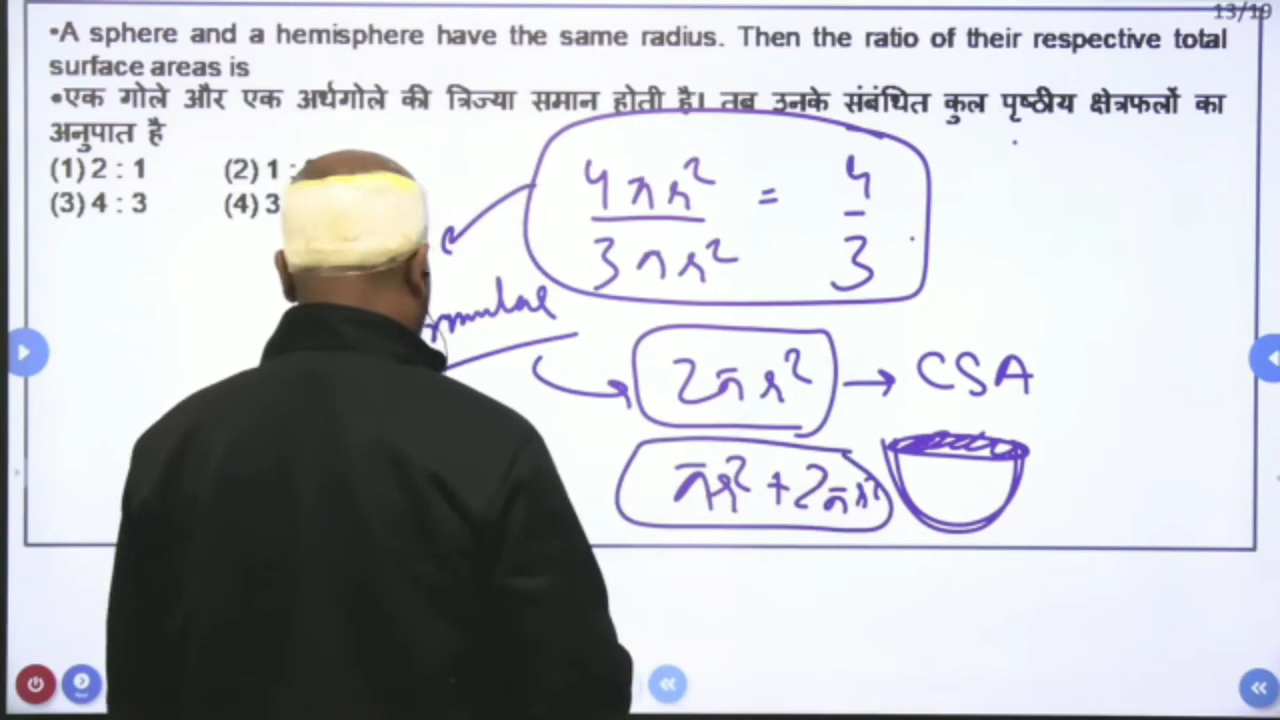 13/19
•A sphere and a hemisphere have the same radius. Then the ratio of their respective total
surface areas is
•एक गोले और एक अर्धगोले की त्रिज्या समान होती है। तब उनके संबंधित कुल पृष्ठीय क्षेत्रफलों का
अनुपात है
(1) 2 : 1 (2) 1 :
(3) 4 : 3 (4) 3
4πr² / 3πr² = 4/3
2πr² → CSA
πr² + 2πr²